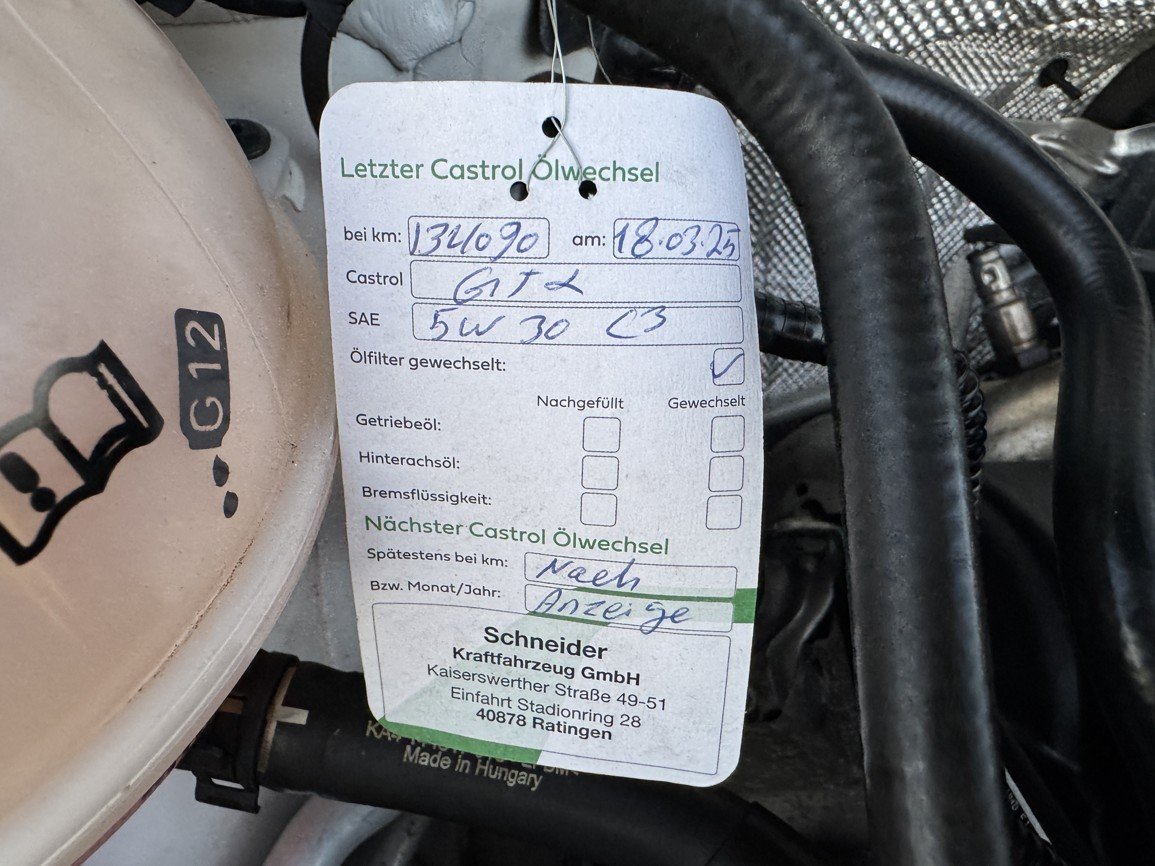 Letzter Castrol Ölwechsel
bei km: 134090 am: 18.03.25
Castrol GTX
SAE 5W 30 C3
Ölfilter gewechselt: ✓
Nachgefüllt Gewechselt
Getriebeöl:
Hinterachsöl:
Bremsflüssigkeit:
Nächster Castrol Ölwechsel
Spätestens bei km: Nach
Bzw. Monat/Jahr: Anzeige
Schneider
Kraftfahrzeug GmbH
Kaiserswerther Straße 49-51
Einfahrt Stadionring 28
40878 Ratingen
G12
Made in Hungary